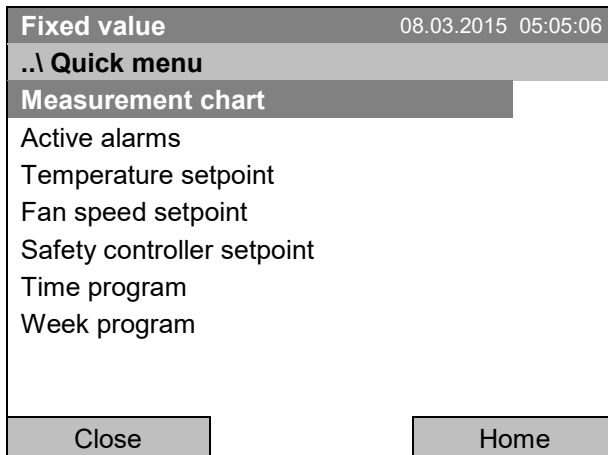 Fixed value 08.03.2015 05:05:06
..\ Quick menu
Measurement chart
Active alarms
Temperature setpoint
Fan speed setpoint
Safety controller setpoint
Time program
Week program
Close Home